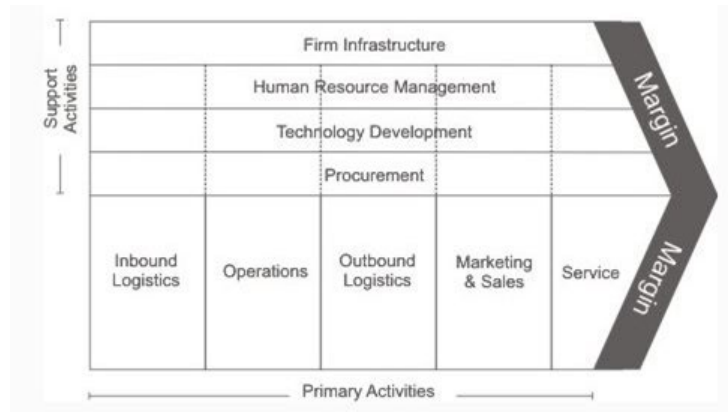 Support
Activities
Firm Infrastructure
Human Resource Management
Technology Development
Procurement
Margin
Inbound
Logistics
Operations
Outbound
Logistics
Marketing
& Sales
Service
Margin
Primary Activities